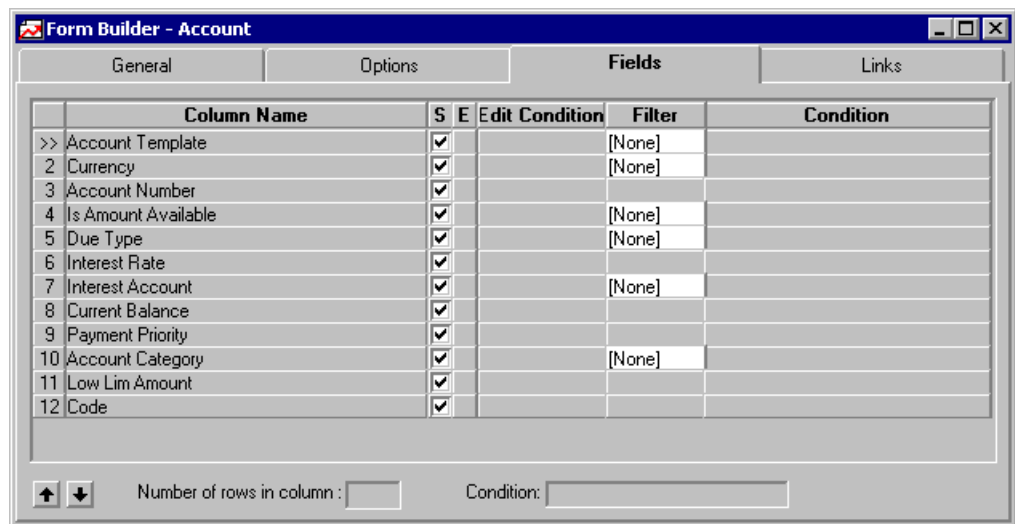 Form Builder - Account
General Options Fields Links
Column Name S E Edit Condition Filter Condition
>> Account Template [None]
2 Currency [None]
3 Account Number
4 Is Amount Available [None]
5 Due Type [None]
6 Interest Rate
7 Interest Account [None]
8 Current Balance
9 Payment Priority
10 Account Category [None]
11 Low Lim Amount
12 Code
Number of rows in column : Condition: